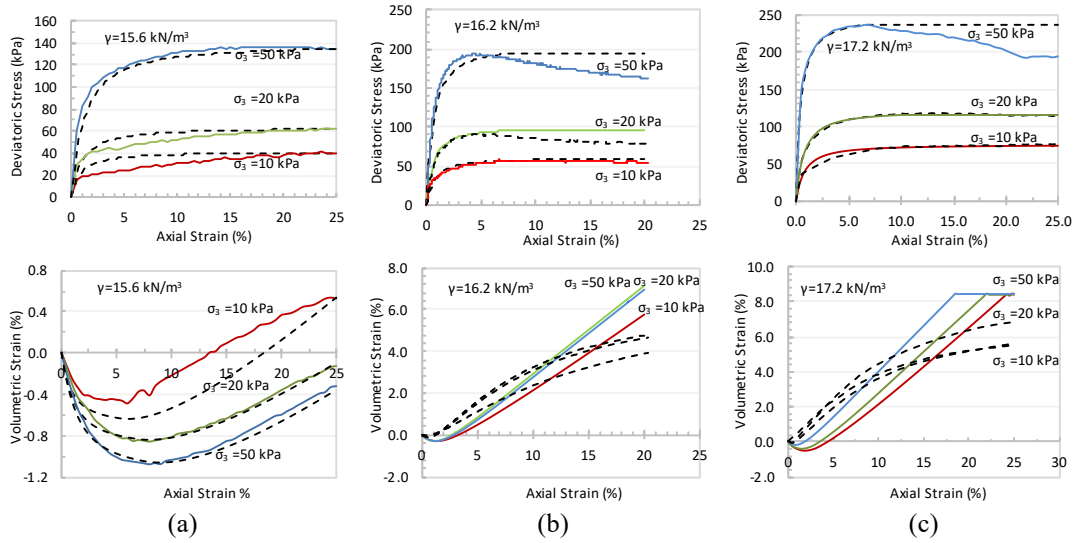 160
140
120
100
80
60
40
20
0
Deviatoric Stress (kPa)
γ=15.6 kN/m³
σ₃ =50 kPa
σ₃ =20 kPa
σ₃ =10 kPa
0 5 10 15 20 25
Axial Strain (%)
250
200
150
100
50
0
Deviatoric Stress (kPa)
γ=16.2 kN/m³
σ₃ =50 kPa
σ₃ =20 kPa
σ₃ =10 kPa
0 5 10 15 20 25
Axial Strain (%)
250
200
150
100
50
0
Deviatoric Stress (kPa)
γ=17.2 kN/m³
σ₃ =50 kPa
σ₃ =20 kPa
σ₃ =10 kPa
0.0 5.0 10.0 15.0 20.0 25.0
Axial Strain (%)
0.8
0.4
0.0
-0.4
-0.8
-1.2
Volumetric Strain (%)
γ=15.6 kN/m³
σ₃ =10 kPa
0 5 10 15 20 25
σ₃ =20 kPa
σ₃ =50 kPa
Axial Strain %
8.0
6.0
4.0
2.0
0.0
-2.0
Volumetric Strain (%)
γ=16.2 kN/m³
σ₃ =50 kPa
σ₃ =20 kPa
σ₃ =10 kPa
0 5 10 15 20 25
Axial Strain (%)
10.0
8.0
6.0
4.0
2.0
0.0
-2.0
Volumetric Strain (%)
γ=17.2 kN/m³
σ₃ =50 kPa
σ₃ =20 kPa
σ₃ =10 kPa
0 5 10 15 20 25 30
Axial Strain (%)
(a)
(b)
(c)